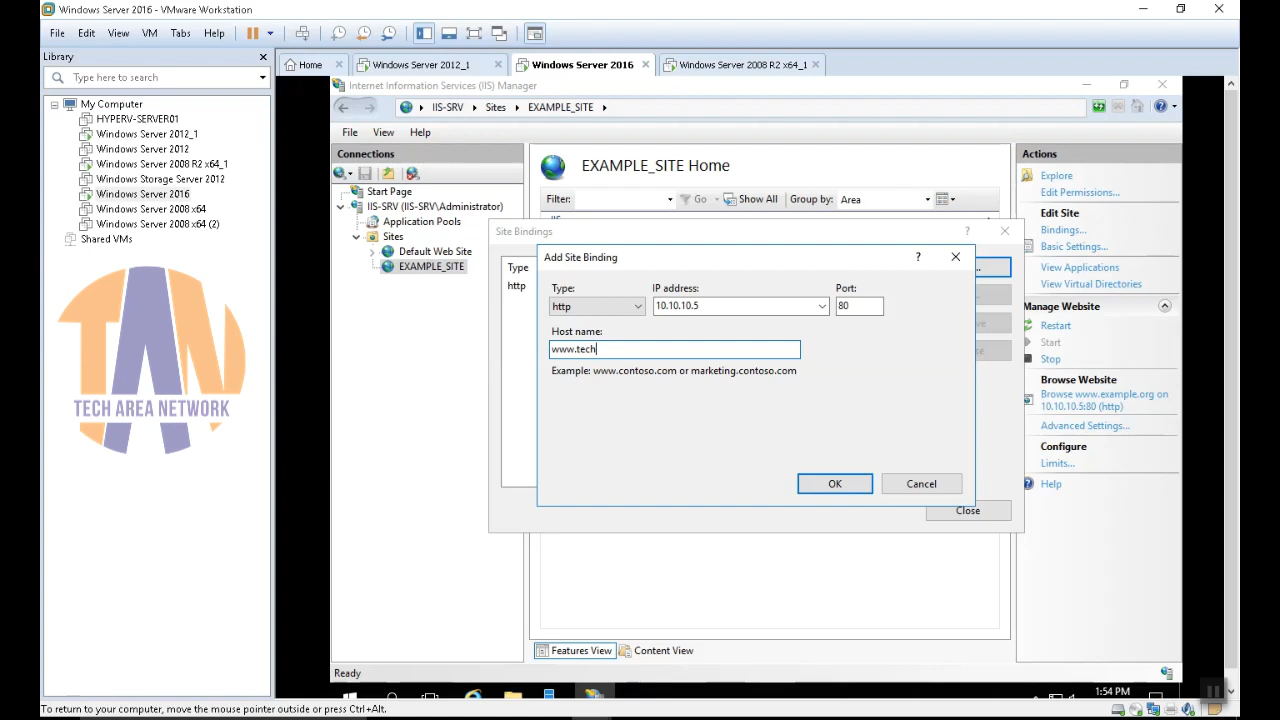 Windows Server 2016 - VMware Workstation
File Edit View VM Tabs Help
Library
Type here to search
My Computer
HYPERV-SERVER01
Windows Server 2012_1
Windows Server 2012
Windows Server 2008 R2 x64_1
Windows Storage Server 2012
Windows Server 2016
Windows Server 2008 x64
Windows Server 2008 x64 (2)
Shared VMs
TAN
TECH AREA NETWORK
Home
Windows Server 2012_1
Windows Server 2016
Windows Server 2008 R2 x64_1
Internet Information Services (IIS) Manager
IIS-SRV Sites EXAMPLE_SITE
File View Help
Connections
Start Page
IIS-SRV (IIS-SRV\Administrator)
Application Pools
Sites
Default Web Site
EXAMPLE_SITE
EXAMPLE_SITE Home
Filter: Go Show All Group by: Area
Site Bindings
Type
http
Close
Add Site Binding
Type: IP address: Port:
http 10.10.10.5 80
Host name:
www.tech
Example: www.contoso.com or marketing.contoso.com
OK Cancel
Features View Content View
Actions
Explore
Edit Permissions...
Edit Site
Bindings...
Basic Settings...
View Applications
View Virtual Directories
Manage Website
Restart
Start
Stop
Browse Website
Browse www.example.org on
10.10.10.5:80 (http)
Advanced Settings...
Configure
Limits...
Help
Ready
1:54 PM
To return to your computer, move the mouse pointer outside or press Ctrl+Alt.